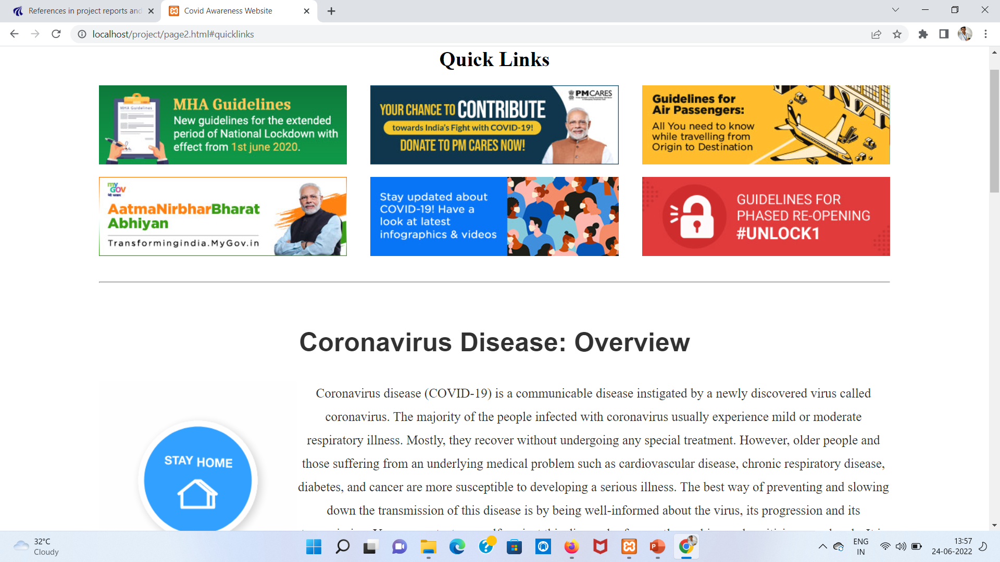 References in project reports and
Covid Awareness Website
localhost/project/page2.html#quicklinks
Quick Links
MHA Guidelines
MHA Guidelines
New guidelines for the extended
period of National Lockdown with
effect from 1st june 2020.
PM CARES
YOUR CHANCE TO CONTRIBUTE
towards India's Fight with COVID-19!
DONATE TO PM CARES NOW!
Guidelines for
Air Passengers:
All You need to know
while travelling from
Origin to Destination
my
GOV
मेरी सरकार
AatmaNirbharBharat
Abhiyan
Transformingindia.MyGov.in
Stay updated about
COVID-19! Have a
look at latest
infographics & videos
GUIDELINES FOR
PHASED RE-OPENING
#UNLOCK1
Coronavirus Disease: Overview
STAY HOME
Coronavirus disease (COVID-19) is a communicable disease instigated by a newly discovered virus called
coronavirus. The majority of the people infected with coronavirus usually experience mild or moderate
respiratory illness. Mostly, they recover without undergoing any special treatment. However, older people and
those suffering from an underlying medical problem such as cardiovascular disease, chronic respiratory disease,
diabetes, and cancer are more susceptible to developing a serious illness. The best way of preventing and slowing
down the transmission of this disease is by being well-informed about the virus, its progression and its
32°C
Cloudy
ENG
IN
13:57
24-06-2022